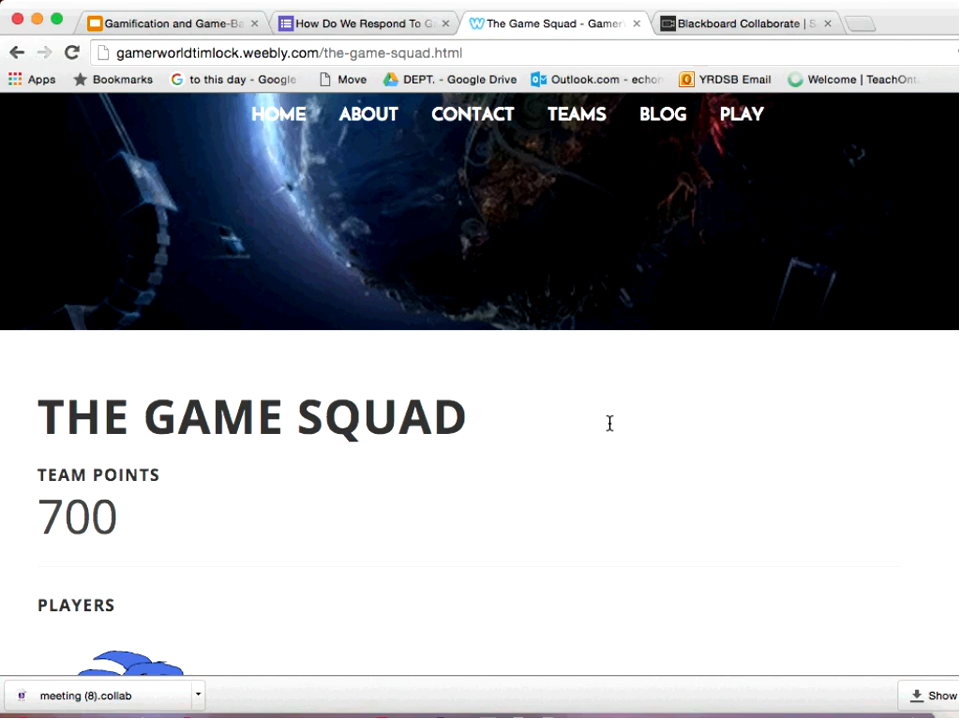 Gamification and Game-Ba
How Do We Respond To G
The Game Squad - Gamer
Blackboard Collaborate | S
gamerworldtimlock.weebly.com/the-game-squad.html
Apps Bookmarks to this day - Google Move DEPT. - Google Drive Outlook.com - echo YRDSB Email Welcome | TeachOnt
HOME ABOUT CONTACT TEAMS BLOG PLAY
THE GAME SQUAD
TEAM POINTS
700
PLAYERS
meeting (8).collab
Show